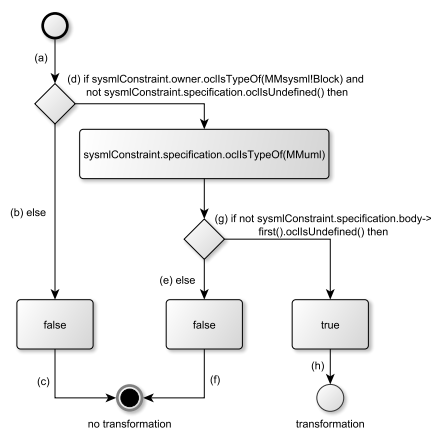 (a)
(d) if sysmlConstraint.owner.oclIsTypeOf(MMsysml!Block) and
not sysmlConstraint.specification.oclIsUndefined() then
sysmlConstraint.specification.oclIsTypeOf(MMuml)
(b) else
(g) if not sysmlConstraint.specification.body->
first().oclIsUndefined() then
(e) else
false
false
true
(c)
(f)
(h)
no transformation
transformation